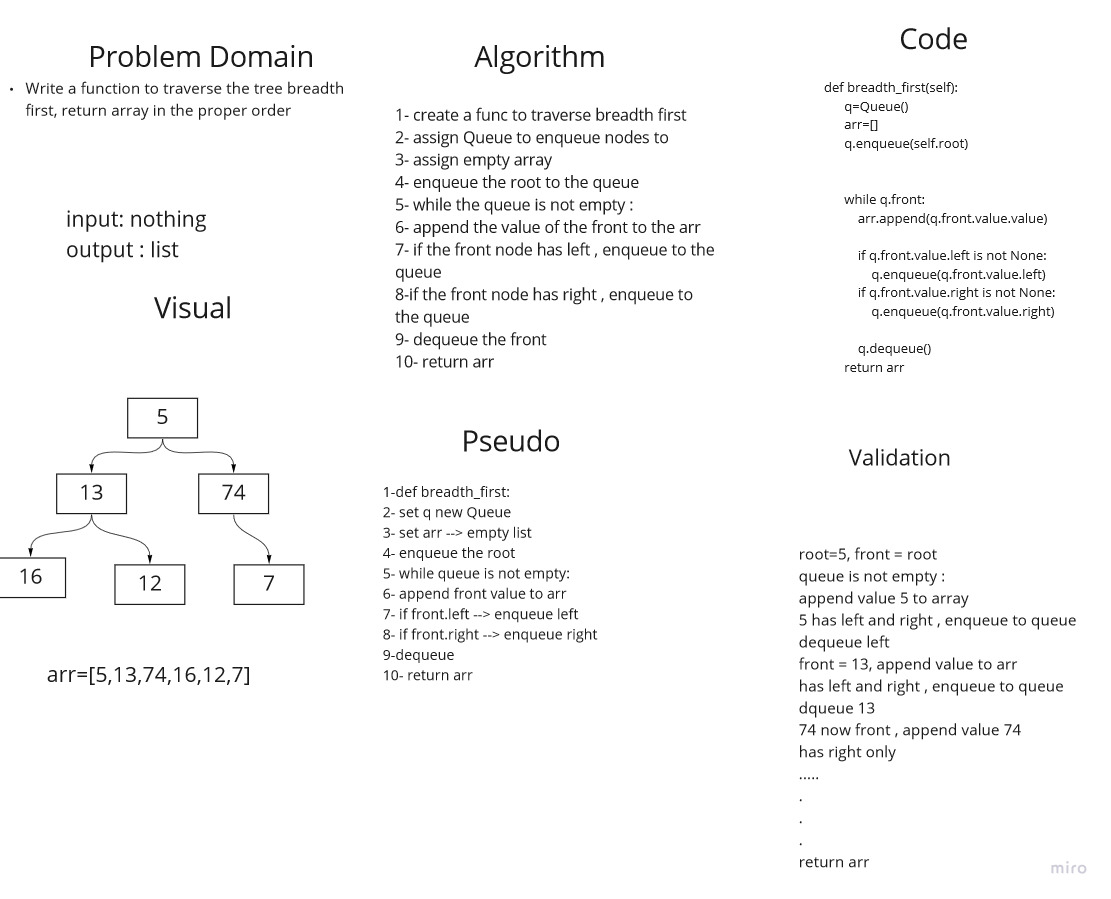 Problem Domain
• Write a function to traverse the tree breadth
first, return array in the proper order
input: nothing
output : list
Visual
5
13
74
16
12
7
arr=[5,13,74,16,12,7]
Algorithm
1- create a func to traverse breadth first
2- assign Queue to enqueue nodes to
3- assign empty array
4- enqueue the root to the queue
5- while the queue is not empty :
6- append the value of the front to the arr
7- if the front node has left , enqueue to the
queue
8-if the front node has right , enqueue to
the queue
9- dequeue the front
10- return arr
Pseudo
1-def breadth_first:
2- set q new Queue
3- set arr --> empty list
4- enqueue the root
5- while queue is not empty:
6- append front value to arr
7- if front.left --> enqueue left
8- if front.right --> enqueue right
9-dequeue
10- return arr
Code
def breadth_first(self):
q=Queue()
arr=[]
q.enqueue(self.root)
while q.front:
arr.append(q.front.value.value)
if q.front.value.left is not None:
q.enqueue(q.front.value.left)
if q.front.value.right is not None:
q.enqueue(q.front.value.right)
q.dequeue()
return arr
Validation
root=5, front = root
queue is not empty :
append value 5 to array
5 has left and right , enqueue to queue
dequeue left
front = 13, append value to arr
has left and right , enqueue to queue
dqueue 13
74 now front , append value 74
has right only
.....
.
.
.
return arr
miro